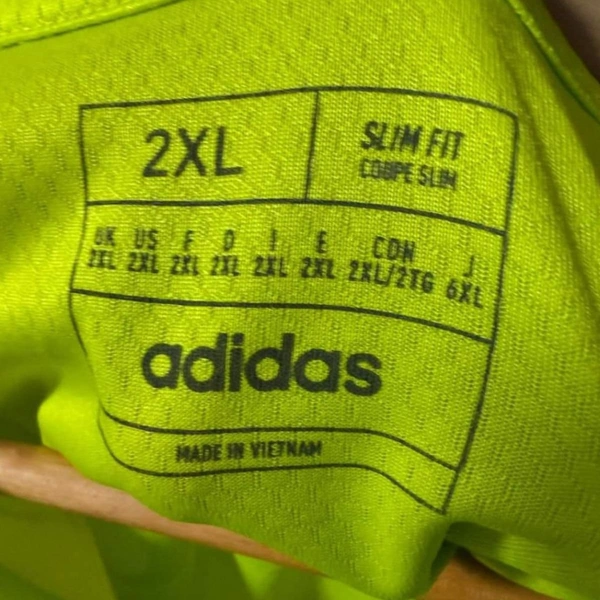 2XL
SLIM FIT
COUPE SLIM
UK US F D I E CDN J
2XL 2XL 2XL 2XL 2XL 2XL 2XL/2TG 6XL
adidas
MADE IN VIETNAM